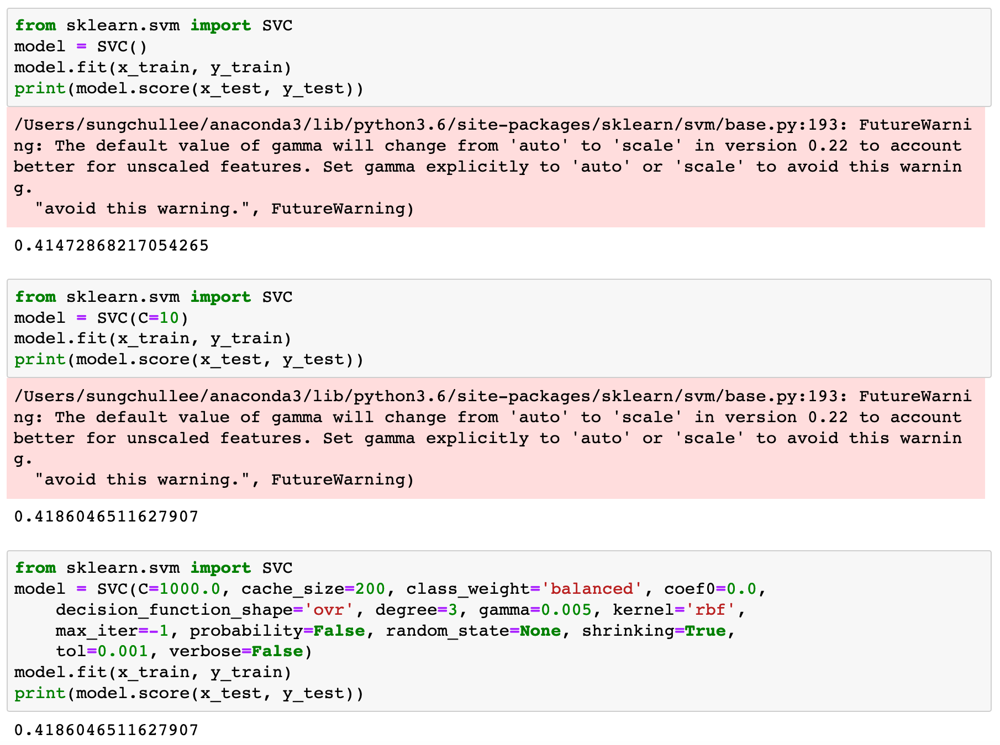 from sklearn.svm import SVC
model = SVC()
model.fit(x_train, y_train)
print(model.score(x_test, y_test))
/Users/sungchullee/anaconda3/lib/python3.6/site-packages/sklearn/svm/base.py:193: FutureWarni
ng: The default value of gamma will change from 'auto' to 'scale' in version 0.22 to account
better for unscaled features. Set gamma explicitly to 'auto' or 'scale' to avoid this warnin
g.
  "avoid this warning.", FutureWarning)
0.41472868217054265
from sklearn.svm import SVC
model = SVC(C=10)
model.fit(x_train, y_train)
print(model.score(x_test, y_test))
/Users/sungchullee/anaconda3/lib/python3.6/site-packages/sklearn/svm/base.py:193: FutureWarni
ng: The default value of gamma will change from 'auto' to 'scale' in version 0.22 to account
better for unscaled features. Set gamma explicitly to 'auto' or 'scale' to avoid this warnin
g.
  "avoid this warning.", FutureWarning)
0.4186046511627907
from sklearn.svm import SVC
model = SVC(C=1000.0, cache_size=200, class_weight='balanced', coef0=0.0,
    decision_function_shape='ovr', degree=3, gamma=0.005, kernel='rbf',
    max_iter=-1, probability=False, random_state=None, shrinking=True,
    tol=0.001, verbose=False)
model.fit(x_train, y_train)
print(model.score(x_test, y_test))
0.4186046511627907